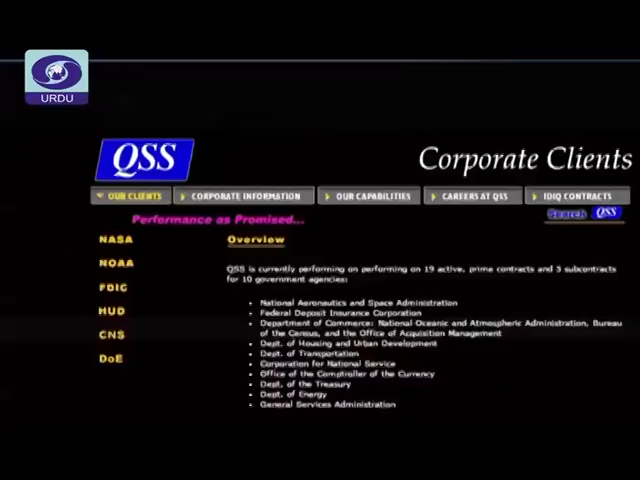 URDU
QSS
Corporate Clients
OUR CLIENTS
CORPORATE INFORMATION
OUR CAPABILITIES
CAREERS AT QSS
IDIQ CONTRACTS
Performance as Promised...
Search QSS
NASA
NOAA
FDIC
HUD
CNS
DoE
Overview
QSS is currently performing on performing on 19 active, prime contracts and 3 subcontracts
for 10 government agencies:
• National Aeronautics and Space Administration
• Federal Deposit Insurance Corporation
• Department of Commerce: National Oceanic and Atmospheric Administration, Bureau
of the Census, and the Office of Acquisition Management
• Dept. of Housing and Urban Development
• Dept. of Transportation
• Corporation for National Service
• Office of the Comptroller of the Currency
• Dept. of the Treasury
• Dept. of Energy
• General Services Administration